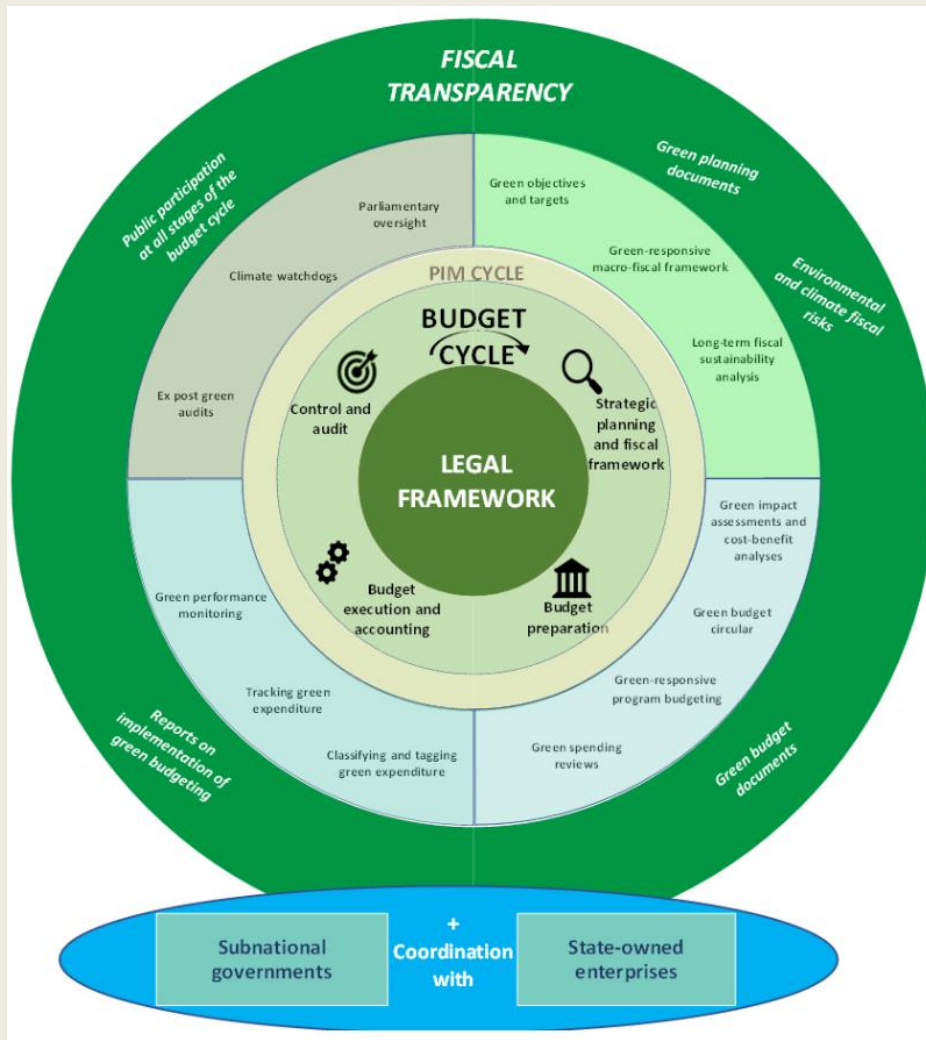 FISCAL
TRANSPARENCY
Public participation
at all stages of the
budget cycle
Green planning
documents
Environmental
and climate fiscal
risks
Green budget
documents
Reports on
implementation of
green budgeting
Parliamentary
oversight
Climate watchdogs
Ex post green
audits
Green objectives
and targets
Green-responsive
macro-fiscal framework
Long-term fiscal
sustainability
analysis
Green impact
assessments and
cost-benefit
analyses
Green budget
circular
Green-responsive
program budgeting
Green spending
reviews
Classifying and tagging
green expenditure
Tracking green
expenditure
Green performance
monitoring
PIM CYCLE
BUDGET
CYCLE
Control and
audit
Strategic
planning
and fiscal
framework
Budget
preparation
Budget
execution and
accounting
LEGAL
FRAMEWORK
Subnational
governments
+
Coordination
with
State-owned
enterprises